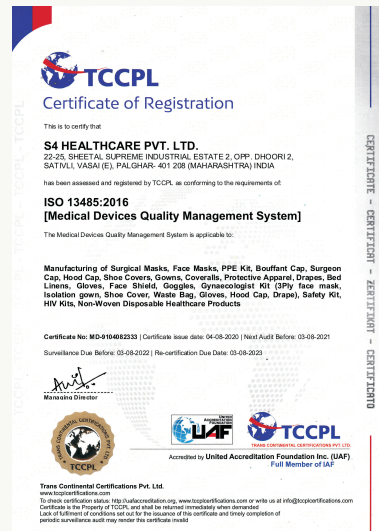 TCCPL
Certificate of Registration
This is to certify that
S4 HEALTHCARE PVT. LTD.
22-25, SHEETAL SUPREME INDUSTRIAL ESTATE 2, OPP. DHOORI 2,
SATIVLI, VASAI (E), PALGHAR- 401 208 (MAHARASHTRA) INDIA
has been assessed and registered by TCCPL as conforming to the requirements of:
ISO 13485:2016
[Medical Devices Quality Management System]
The Medical Devices Quality Management System is applicable to:
Manufacturing of Surgical Masks, Face Masks, PPE Kit, Bouffant Cap, Surgeon
Cap, Hood Cap, Shoe Covers, Gowns, Coveralls, Protective Apparel, Drapes, Bed
Linens, Gloves, Face Shield, Goggles, Gynaecologist Kit (3Ply face mask,
Isolation gown, Shoe Cover, Waste Bag, Gloves, Hood Cap, Drape), Safety Kit,
HIV Kits, Non-Woven Disposable Healthcare Products
Certificate No: MD-9104082333 | Certificate issue date: 04-08-2020 | Next Audit Before: 03-08-2021
Surveillance Due Before: 03-08-2022 | Re-certification Due Date: 03-08-2023
Managing Director
TRANS CONTINENTAL CERTIFICATIONS PVT. LTD.
TCCPL
UNITED
ACCREDITATION
FOUNDATION
UAF
TCCPL
TRANS CONTINENTAL CERTIFICATIONS PVT. LTD.
Accredited by United Accreditation Foundation Inc. (UAF)
Full Member of IAF
Trans Continental Certifications Pvt. Ltd.
www.tccplcertifications.com
To check certification status: http://uafaccreditation.org, www.tccplcertifications.com or write us at info@tccplcertifications.com
Certificate is the Property of TCCPL and shall be returned immediately when demanded
Lack of fulfilment of conditions set out for the issuance of this certificate and timely completion of
periodic surveillance audit may render this certificate invalid
CERTIFICATE - CERTIFICAT - ZERTIFIKAT - CERTIFICATO